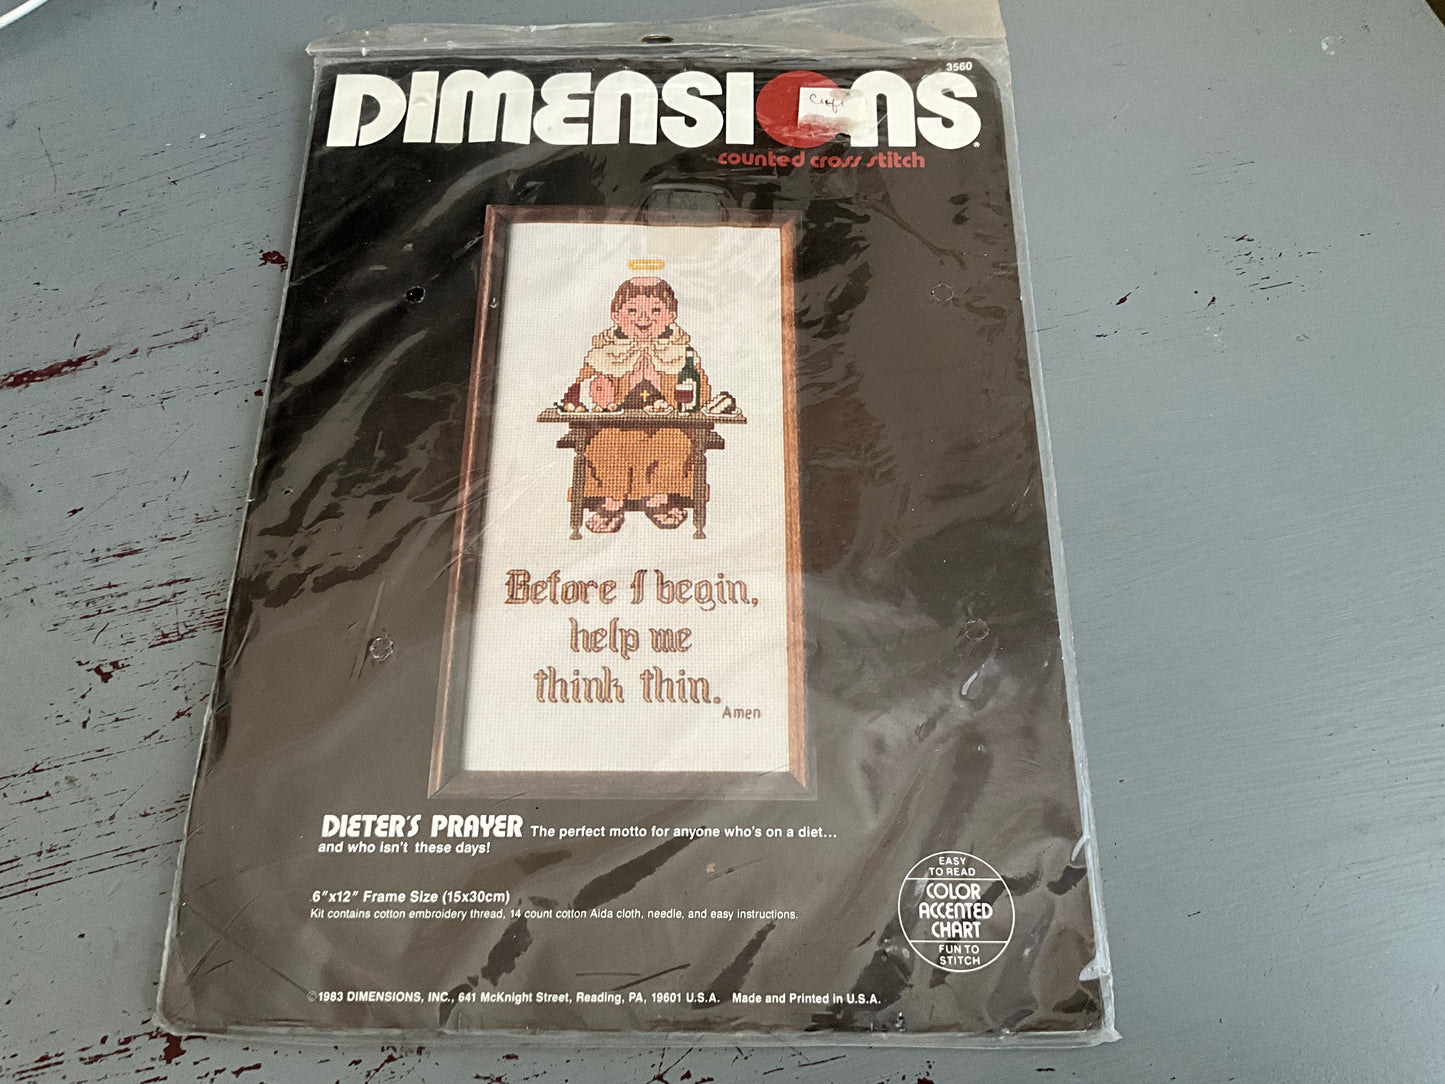 3560
DIMENSIONS®
counted cross stitch
Before I begin,
help me
think thin.
Amen
DIETER'S PRAYER The perfect motto for anyone who's on a diet...
and who isn't these days!
6"x12" Frame Size (15x30cm)
Kit contains cotton embroidery thread, 14 count cotton Aida cloth, needle, and easy instructions.
EASY
TO READ
COLOR
ACCENTED
CHART
FUN TO
STITCH
©1983 DIMENSIONS, INC., 641 McKnight Street, Reading, PA, 19601 U.S.A. Made and Printed in U.S.A.